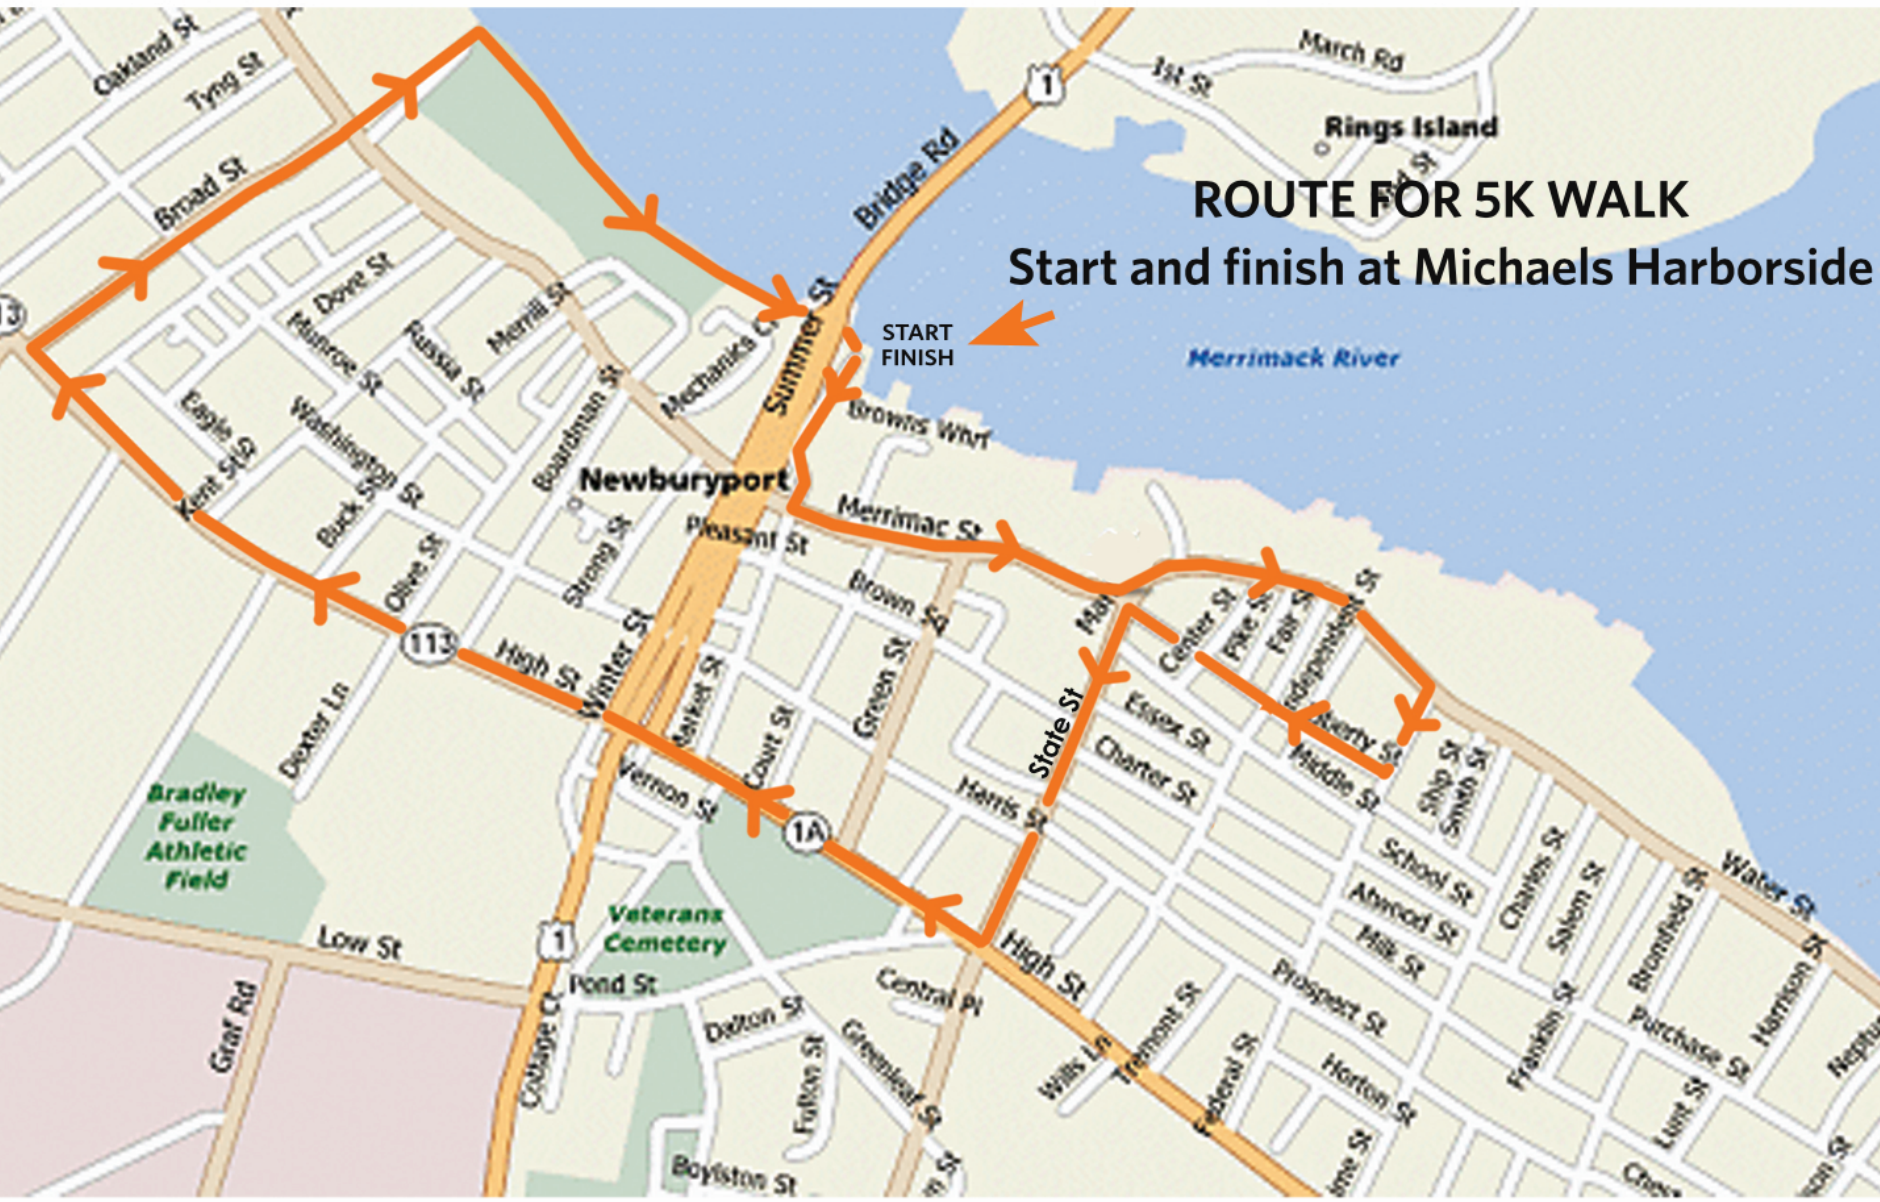 Oakland St
Tyng St
Broad St
March Rd
1st St
1
Rings Island
Bridge Rd
ROUTE FOR 5K WALK
Start and finish at Michaels Harborside
START
FINISH
Merrimack River
Dove St
Munroe St
Russia St
Merrill St
Mechanics
Summer St
Browns Whrf
Eagle St
Washington St
Boardman St
Newburyport
Kent St
Buck St
Merrimac St
Pleasant St
Strong St
Olive St
Brown Sq
113
High St
Winter St
Market St
Court St
Green St
State St
Center St
Pike St
Fair St
Essex St
Charter St
Middle St
Ship St
Smith St
Dexter Ln
Vernon St
Harris St
1A
Bradley
Fuller
Athletic
Field
School St
Atwood St
Milk St
Charles St
Salem St
Bromfield St
Water St
Veterans
Cemetery
Low St
1
Pond St
High St
Central Pl
Prospect St
Franklin St
Purchase St
Harrison St
Graf Rd
Cottage Ct
Dalton St
Fulton St
Greenleaf St
Wills Ln
Tremont St
Horton St
Lunt St
Boylston St